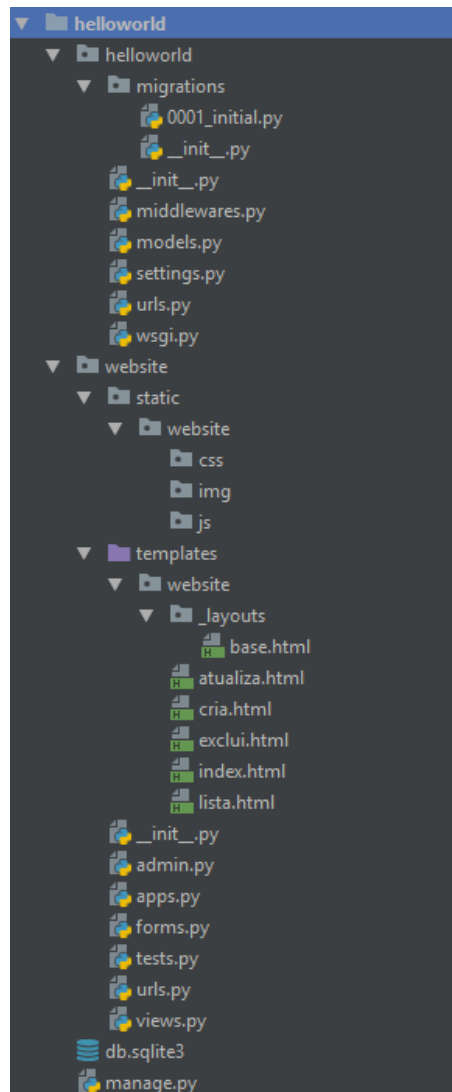 helloworld
helloworld
migrations
0001_initial.py
__init__.py
__init__.py
middlewares.py
models.py
settings.py
urls.py
wsgi.py
website
static
website
css
img
js
templates
website
_layouts
base.html
atualiza.html
cria.html
exclui.html
index.html
lista.html
__init__.py
admin.py
apps.py
forms.py
tests.py
urls.py
views.py
db.sqlite3
manage.py